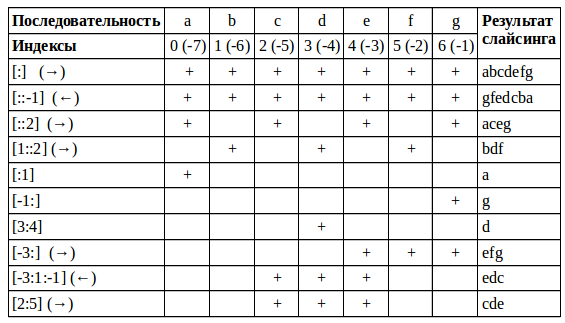 Последовательность a b c d e f g Результат слайсинга
Индексы 0 (-7) 1 (-6) 2 (-5) 3 (-4) 4 (-3) 5 (-2) 6 (-1)
[:] (→) + + + + + + + abcdefg
[::-1] (←) + + + + + + + gfedcba
[::2] (→) + + + + aceg
[1::2] (→) + + + bdf
[:1] + a
[-1:] + g
[3:4] + d
[-3:] (→) + + + efg
[-3:1:-1] (←) + + + edc
[2:5] (→) + + + cde